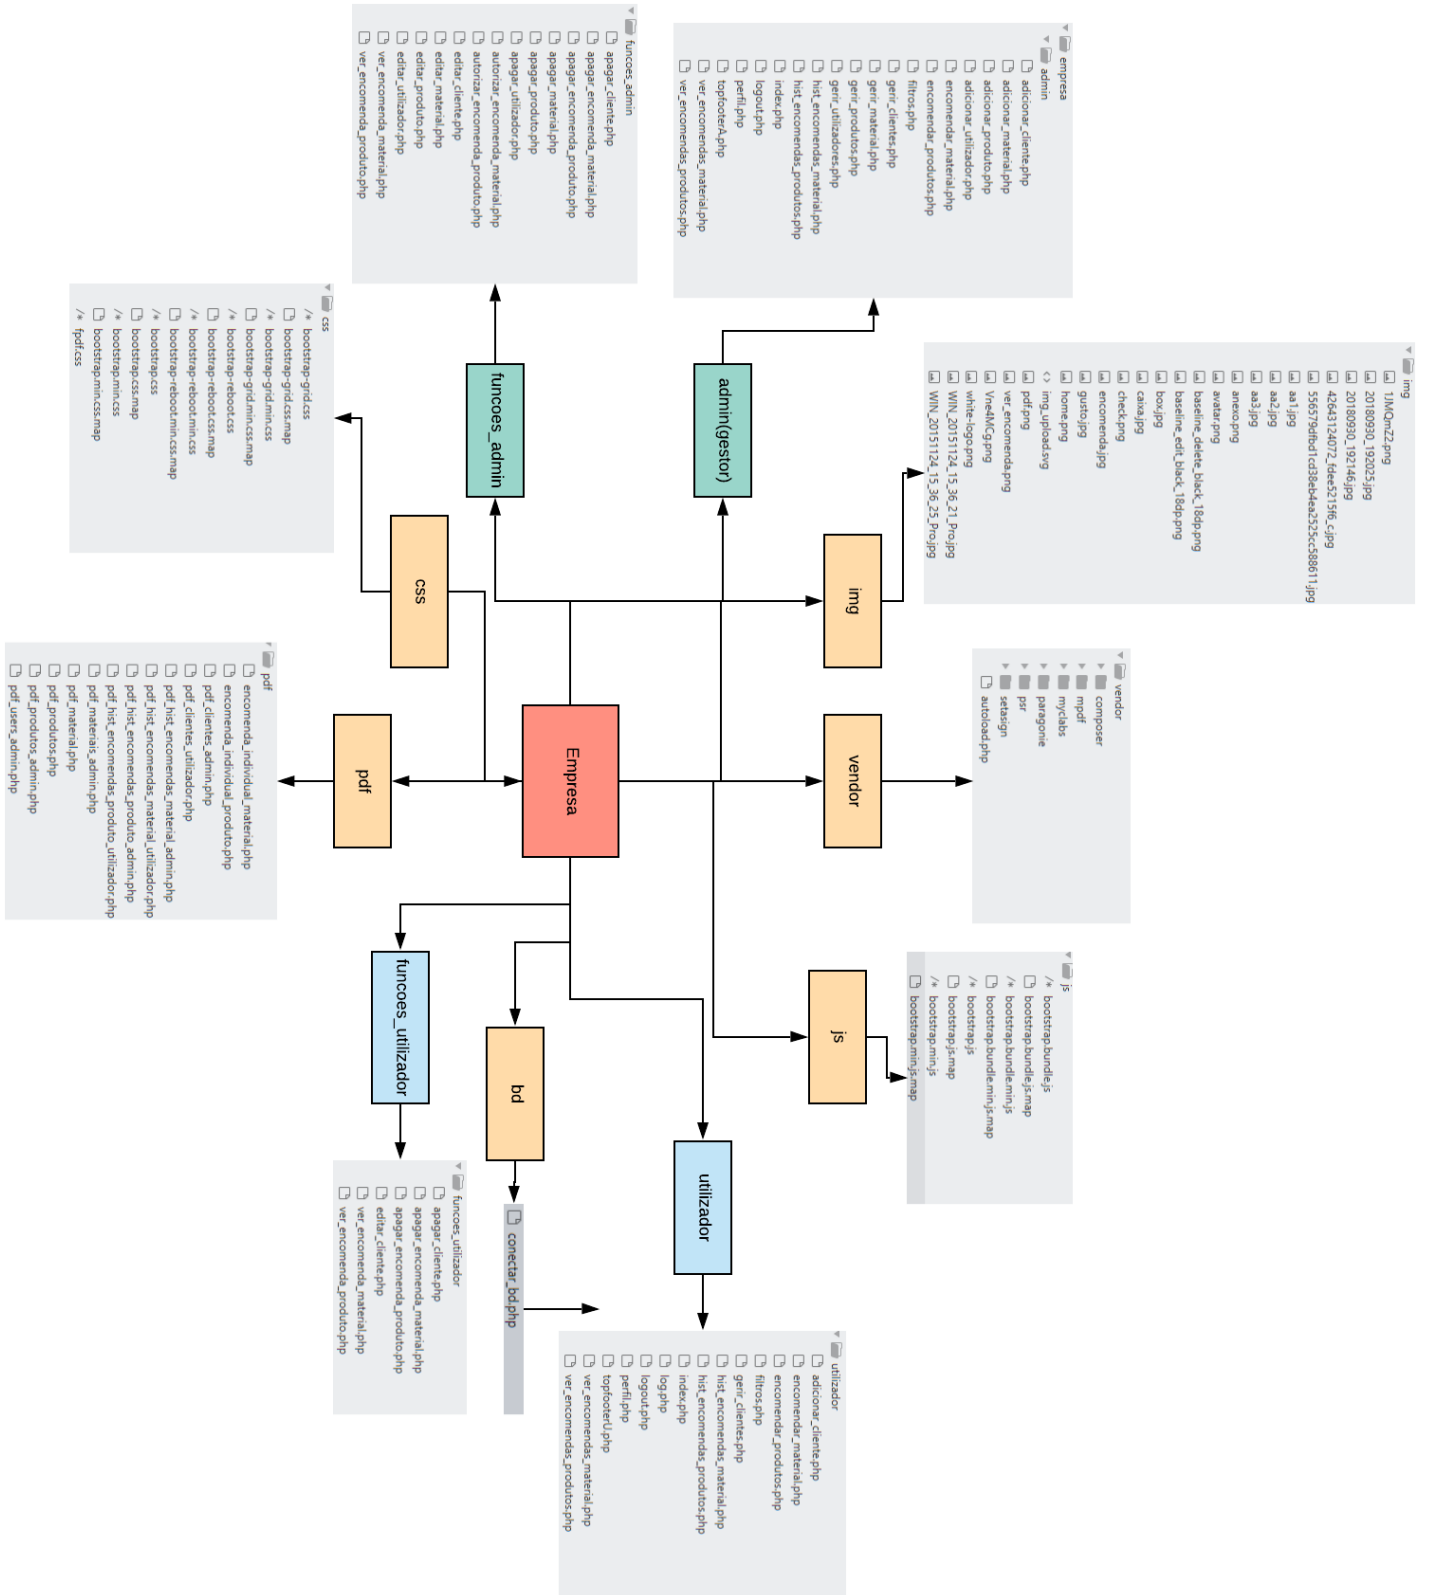 empresa
admin
adicionar_cliente.php
adicionar_material.php
adicionar_produto.php
adicionar_utilizador.php
encomendar_material.php
encomendar_produtos.php
filtros.php
gerir_clientes.php
gerir_material.php
gerir_produtos.php
gerir_utilizadores.php
hist_encomendas_material.php
hist_encomendas_produtos.php
index.php
logout.php
perfil.php
topfooterA.php
ver_encomendas_material.php
ver_encomendas_produtos.php
funcoes_admin
apagar_cliente.php
apagar_encomenda_material.php
apagar_encomenda_produto.php
apagar_material.php
apagar_produto.php
apagar_utilizador.php
autorizar_encomenda_material.php
autorizar_encomenda_produto.php
editar_cliente.php
editar_material.php
editar_produto.php
editar_utilizador.php
ver_encomenda_material.php
ver_encomenda_produto.php
css
/* bootstrap-grid.css
bootstrap-grid.css.map
/* bootstrap-grid.min.css
bootstrap-grid.min.css.map
/* bootstrap-reboot.css
bootstrap-reboot.css.map
/* bootstrap-reboot.min.css
bootstrap-reboot.min.css.map
/* bootstrap.css
bootstrap.css.map
/* bootstrap.min.css
bootstrap.min.css.map
/* fpdf.css
img
1JMQmZ2.png
20180930_192025.jpg
20180930_192146.jpg
42643124072_fdee5215f6_c.jpg
556579dfbd1cd38eb4ea2525cc588611.jpg
aa1.jpg
aa2.jpg
aa3.jpg
anexo.png
avatar.png
baseline_delete_black_18dp.png
baseline_edit_black_18dp.png
box.jpg
caixa.jpg
check.png
encomenda.jpg
gusto.jpg
home.png
<> img_upload.svg
pdf.png
ver_encomenda.png
Vne4MCg.png
white-logo.png
WIN_20151124_15_36_21_Pro.jpg
WIN_20151124_15_36_25_Pro.jpg
admin(gestor)
funcoes_admin
img
css
vendor
Empresa
pdf
js
bd
funcoes_utilizador
utilizador
vendor
composer
mpdf
myclabs
paragonie
psr
setasign
autoload.php
pdf
encomenda_individual_material.php
encomenda_individual_produto.php
pdf_clientes_admin.php
pdf_clientes_utilizador.php
pdf_hist_encomendas_material_admin.php
pdf_hist_encomendas_material_utilizador.php
pdf_hist_encomendas_produto_admin.php
pdf_hist_encomendas_produto_utilizador.php
pdf_materiais_admin.php
pdf_material.php
pdf_produtos.php
pdf_produtos_admin.php
pdf_users_admin.php
js
/* bootstrap.bundle.js
bootstrap.bundle.js.map
/* bootstrap.bundle.min.js
bootstrap.bundle.min.js.map
/* bootstrap.js
bootstrap.js.map
/* bootstrap.min.js
bootstrap.min.js.map
funcoes_utilizador
apagar_cliente.php
apagar_encomenda_material.php
apagar_encomenda_produto.php
editar_cliente.php
ver_encomenda_material.php
ver_encomenda_produto.php
conectar_bd.php
utilizador
adicionar_cliente.php
encomendar_material.php
encomendar_produtos.php
filtros.php
gerir_clientes.php
hist_encomendas_material.php
hist_encomendas_produtos.php
index.php
log.php
logout.php
perfil.php
topfooterU.php
ver_encomendas_material.php
ver_encomendas_produtos.php